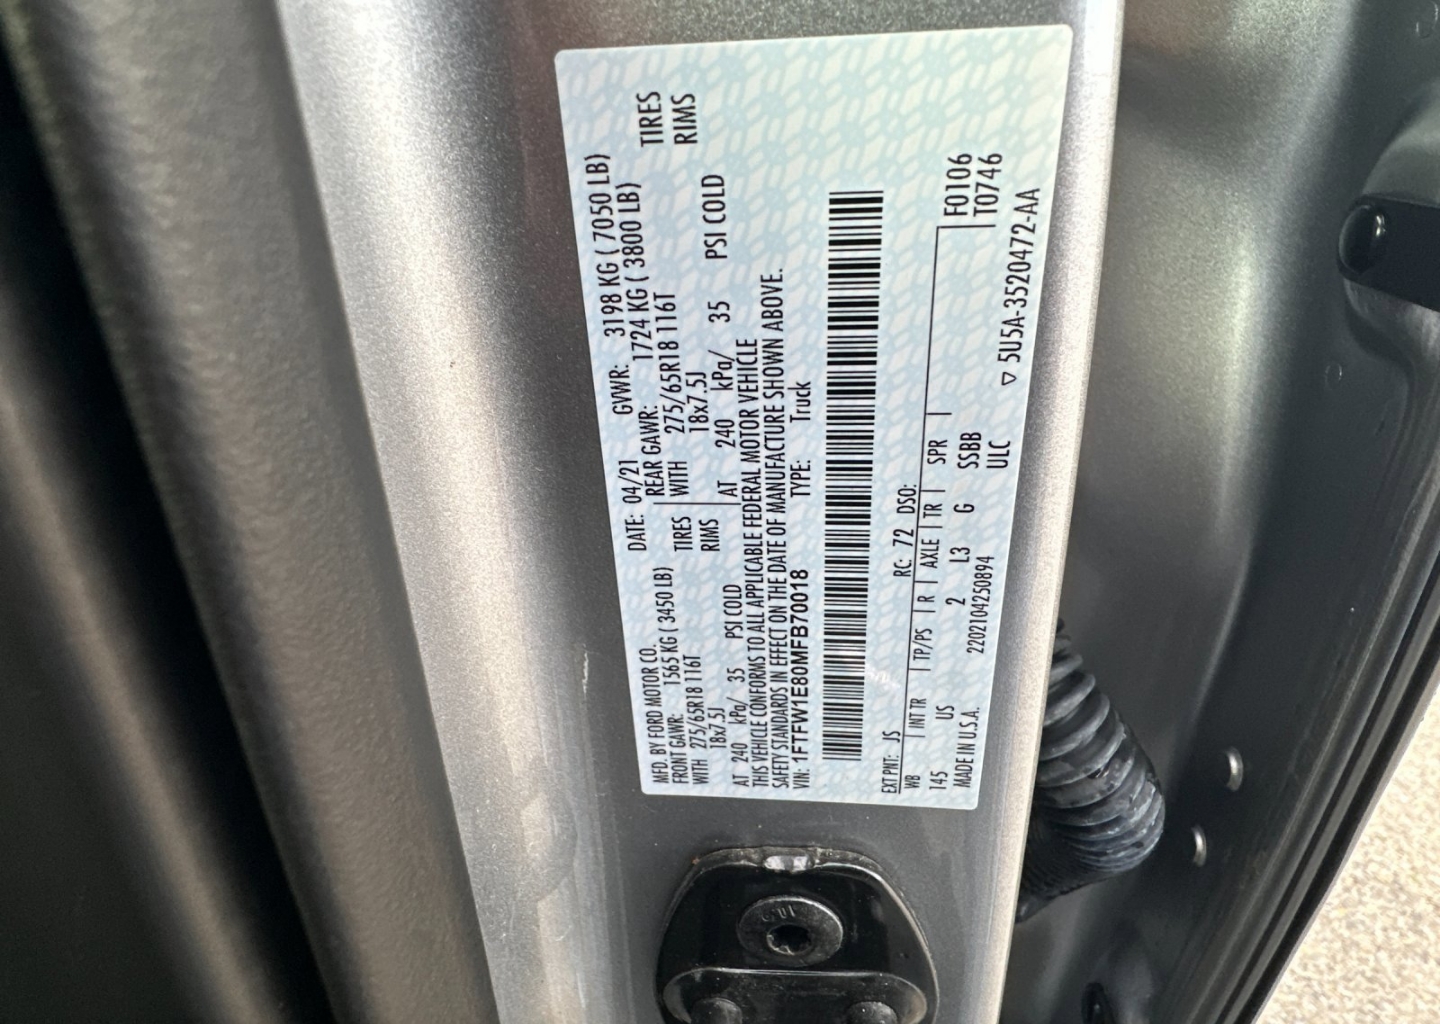 MFD. BY FORD MOTOR CO. DATE: 04/21 GVWR: 3198 KG ( 7050 LB)
FRONT GAWR: 1565 KG ( 3450 LB) REAR GAWR: 1724 KG ( 3800 LB)
WITH 275/65R18 116T TIRES WITH 275/65R18 116T TIRES
18x7.5J RIMS 18x7.5J RIMS
AT 240 kPa/ 35 PSI COLD AT 240 kPa/ 35 PSI COLD
THIS VEHICLE CONFORMS TO ALL APPLICABLE FEDERAL MOTOR VEHICLE
SAFETY STANDARDS IN EFFECT ON THE DATE OF MANUFACTURE SHOWN ABOVE.
VIN: 1FTFW1E80MFB70018 TYPE: Truck
EXT PNT: JS RC: 72 DSO:
WB INT TR TP/PS R AXLE TR SPR F0106
145 US 2 L3 G SSBB T0746
MADE IN U.S.A. 2202104250894 ULC
▽ 5U5A-3520472-AA
10.9